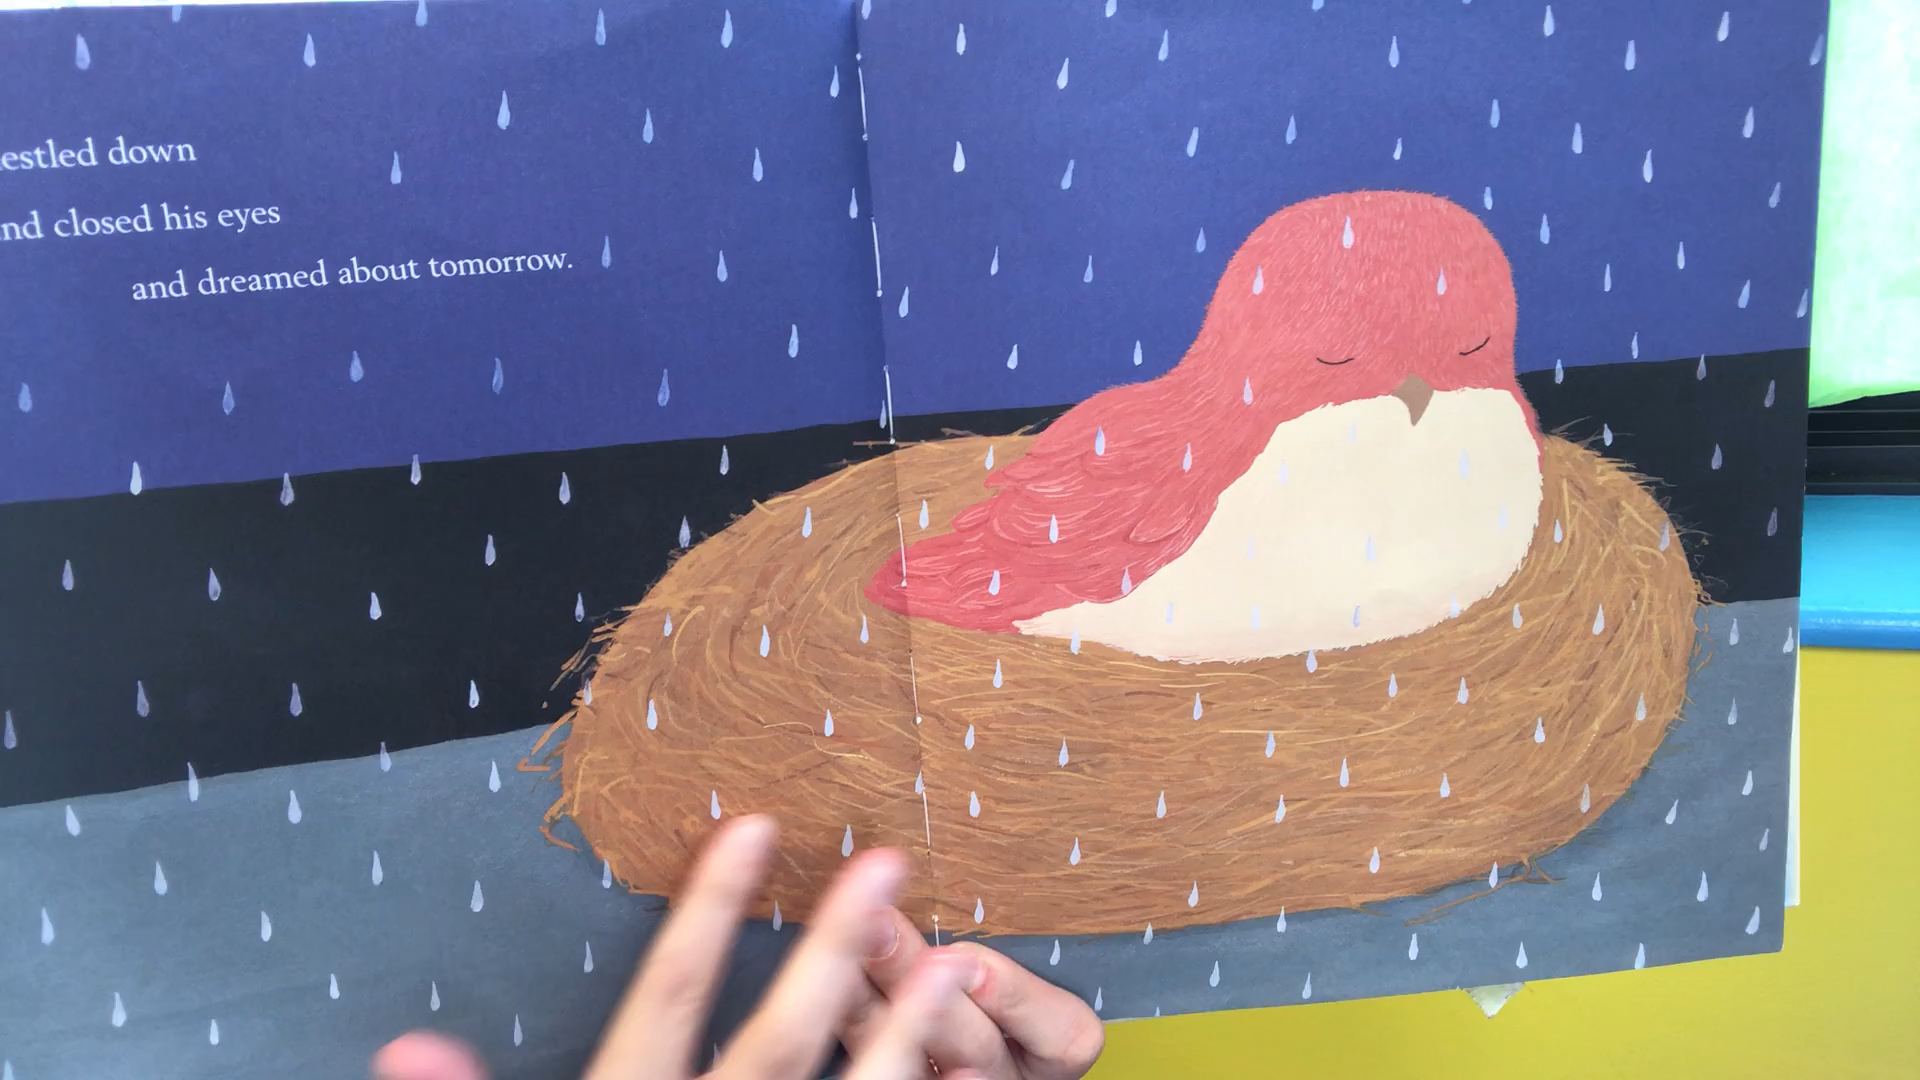 estled down
nd closed his eyes
and dreamed about tomorrow.